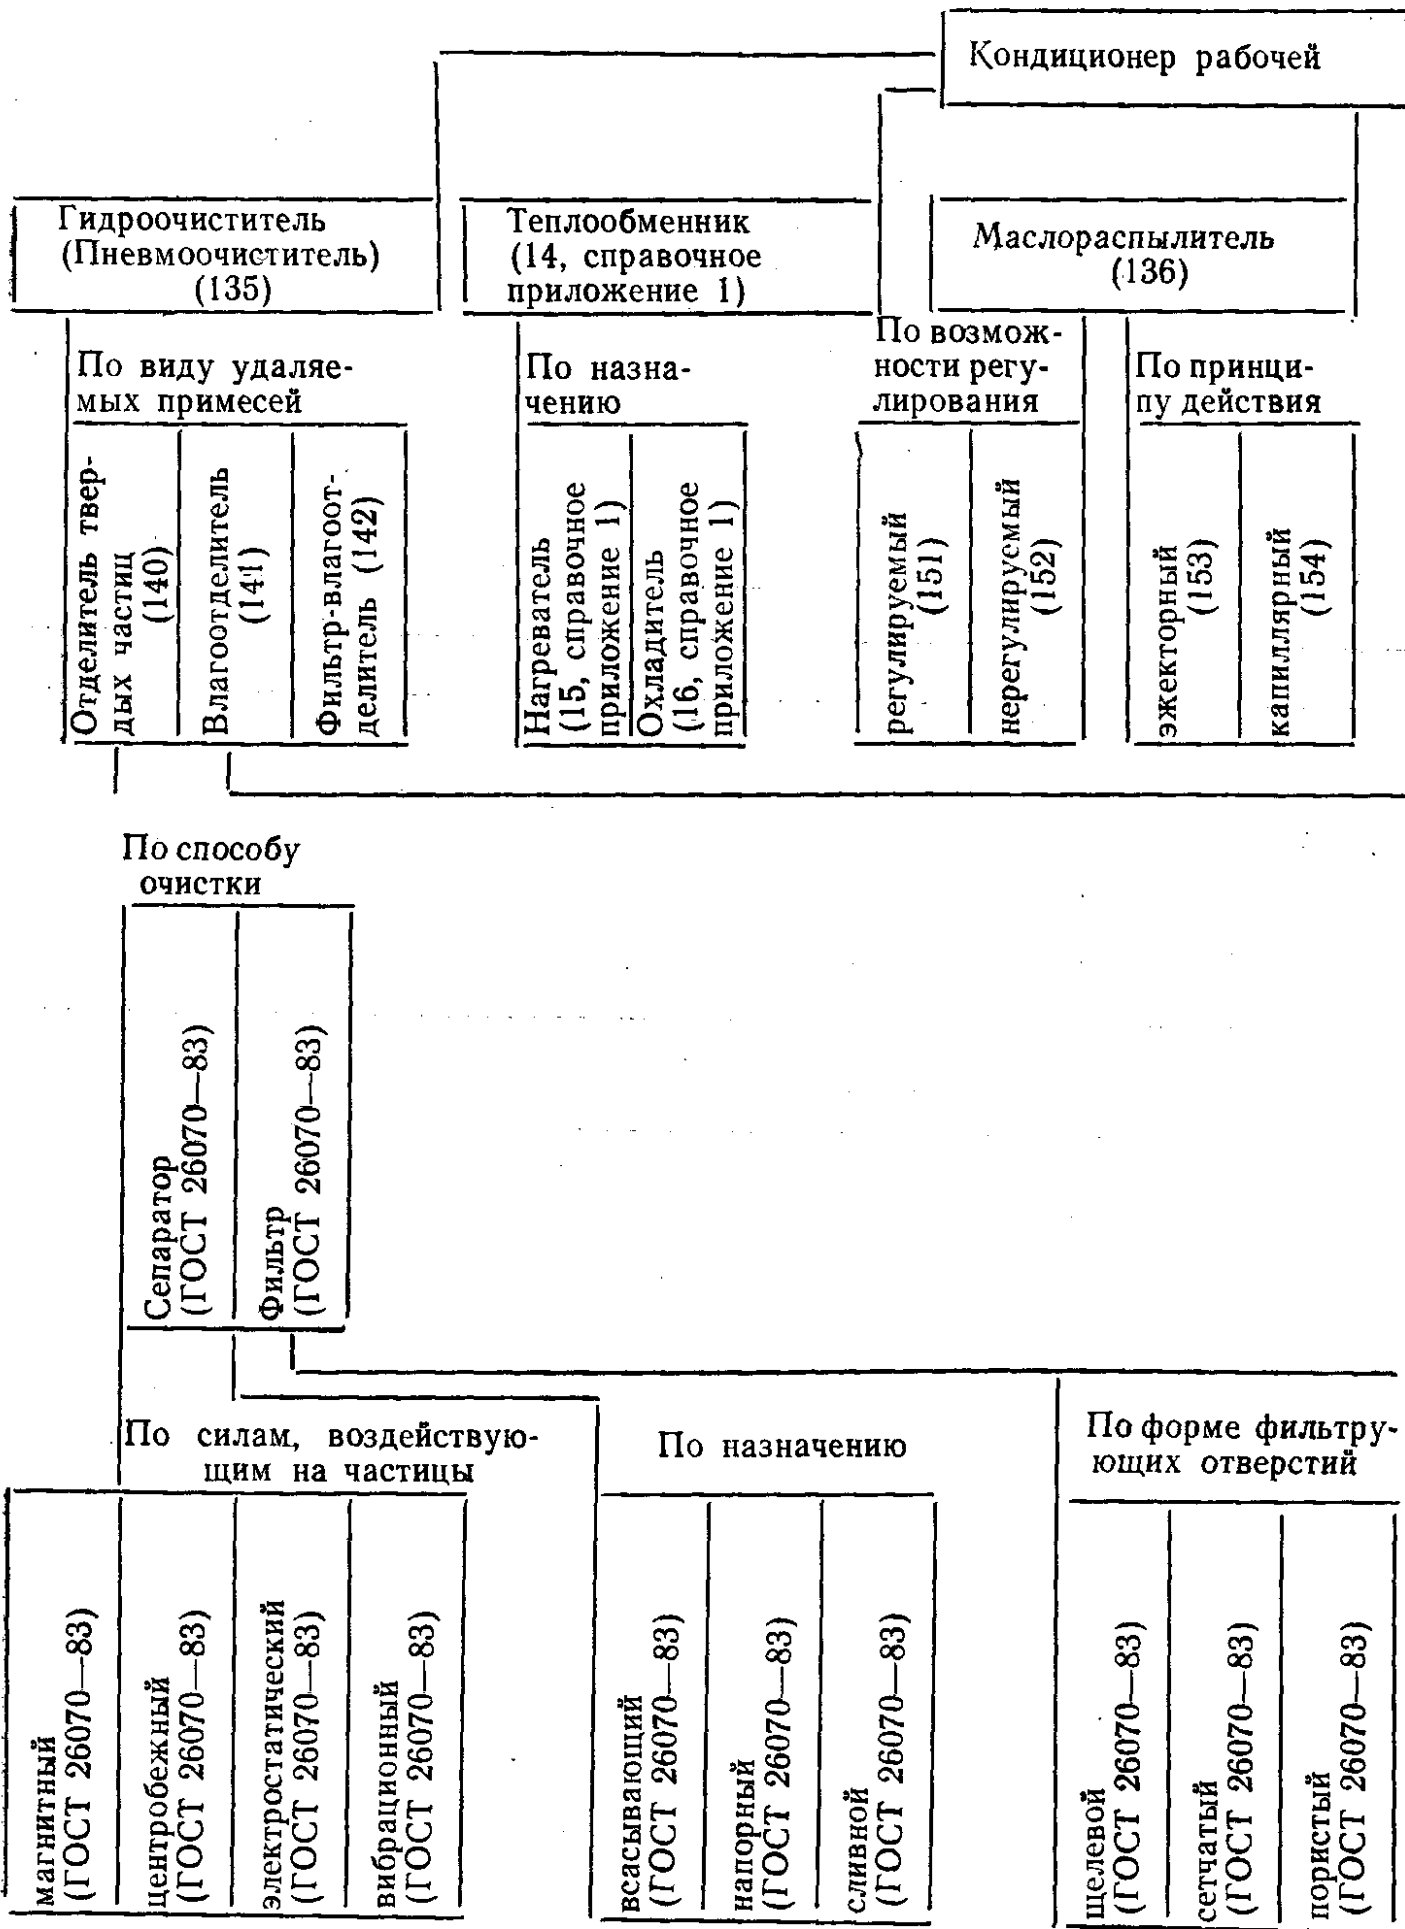 Кондиционер рабочей
Гидроочиститель
(Пневмоочиститель)
(135)
Теплообменник
(14, справочное
приложение 1)
Маслораспылитель
(136)
По виду удаляе-
мых примесей
По назна-
чению
По возмож-
ности регу-
лирования
По принци-
пу действия
Отделитель твер-
дых частиц
(140)
Влагоотделитель
(141)
Фильтр-влагоот-
делитель (142)
Нагреватель
(15, справочное
приложение 1)
Охладитель
(16, справочное
приложение 1)
регулируемый
(151)
нерегулируемый
(152)
эжекторный
(153)
капиллярный
(154)
По способу
очистки
Сепаратор
(ГОСТ 26070—83)
Фильтр
(ГОСТ 26070—83)
По силам, воздействую-
щим на частицы
По назначению
По форме фильтру-
ющих отверстий
магнитный
(ГОСТ 26070—83)
центробежный
(ГОСТ 26070—83)
электростатический
(ГОСТ 26070—83)
вибрационный
(ГОСТ 26070—83)
всасывающий
(ГОСТ 26070—83)
напорный
(ГОСТ 26070—83)
сливной
(ГОСТ 26070—83)
щелевой
(ГОСТ 26070—83)
сетчатый
(ГОСТ 26070—83)
пористый
(ГОСТ 26070—83)